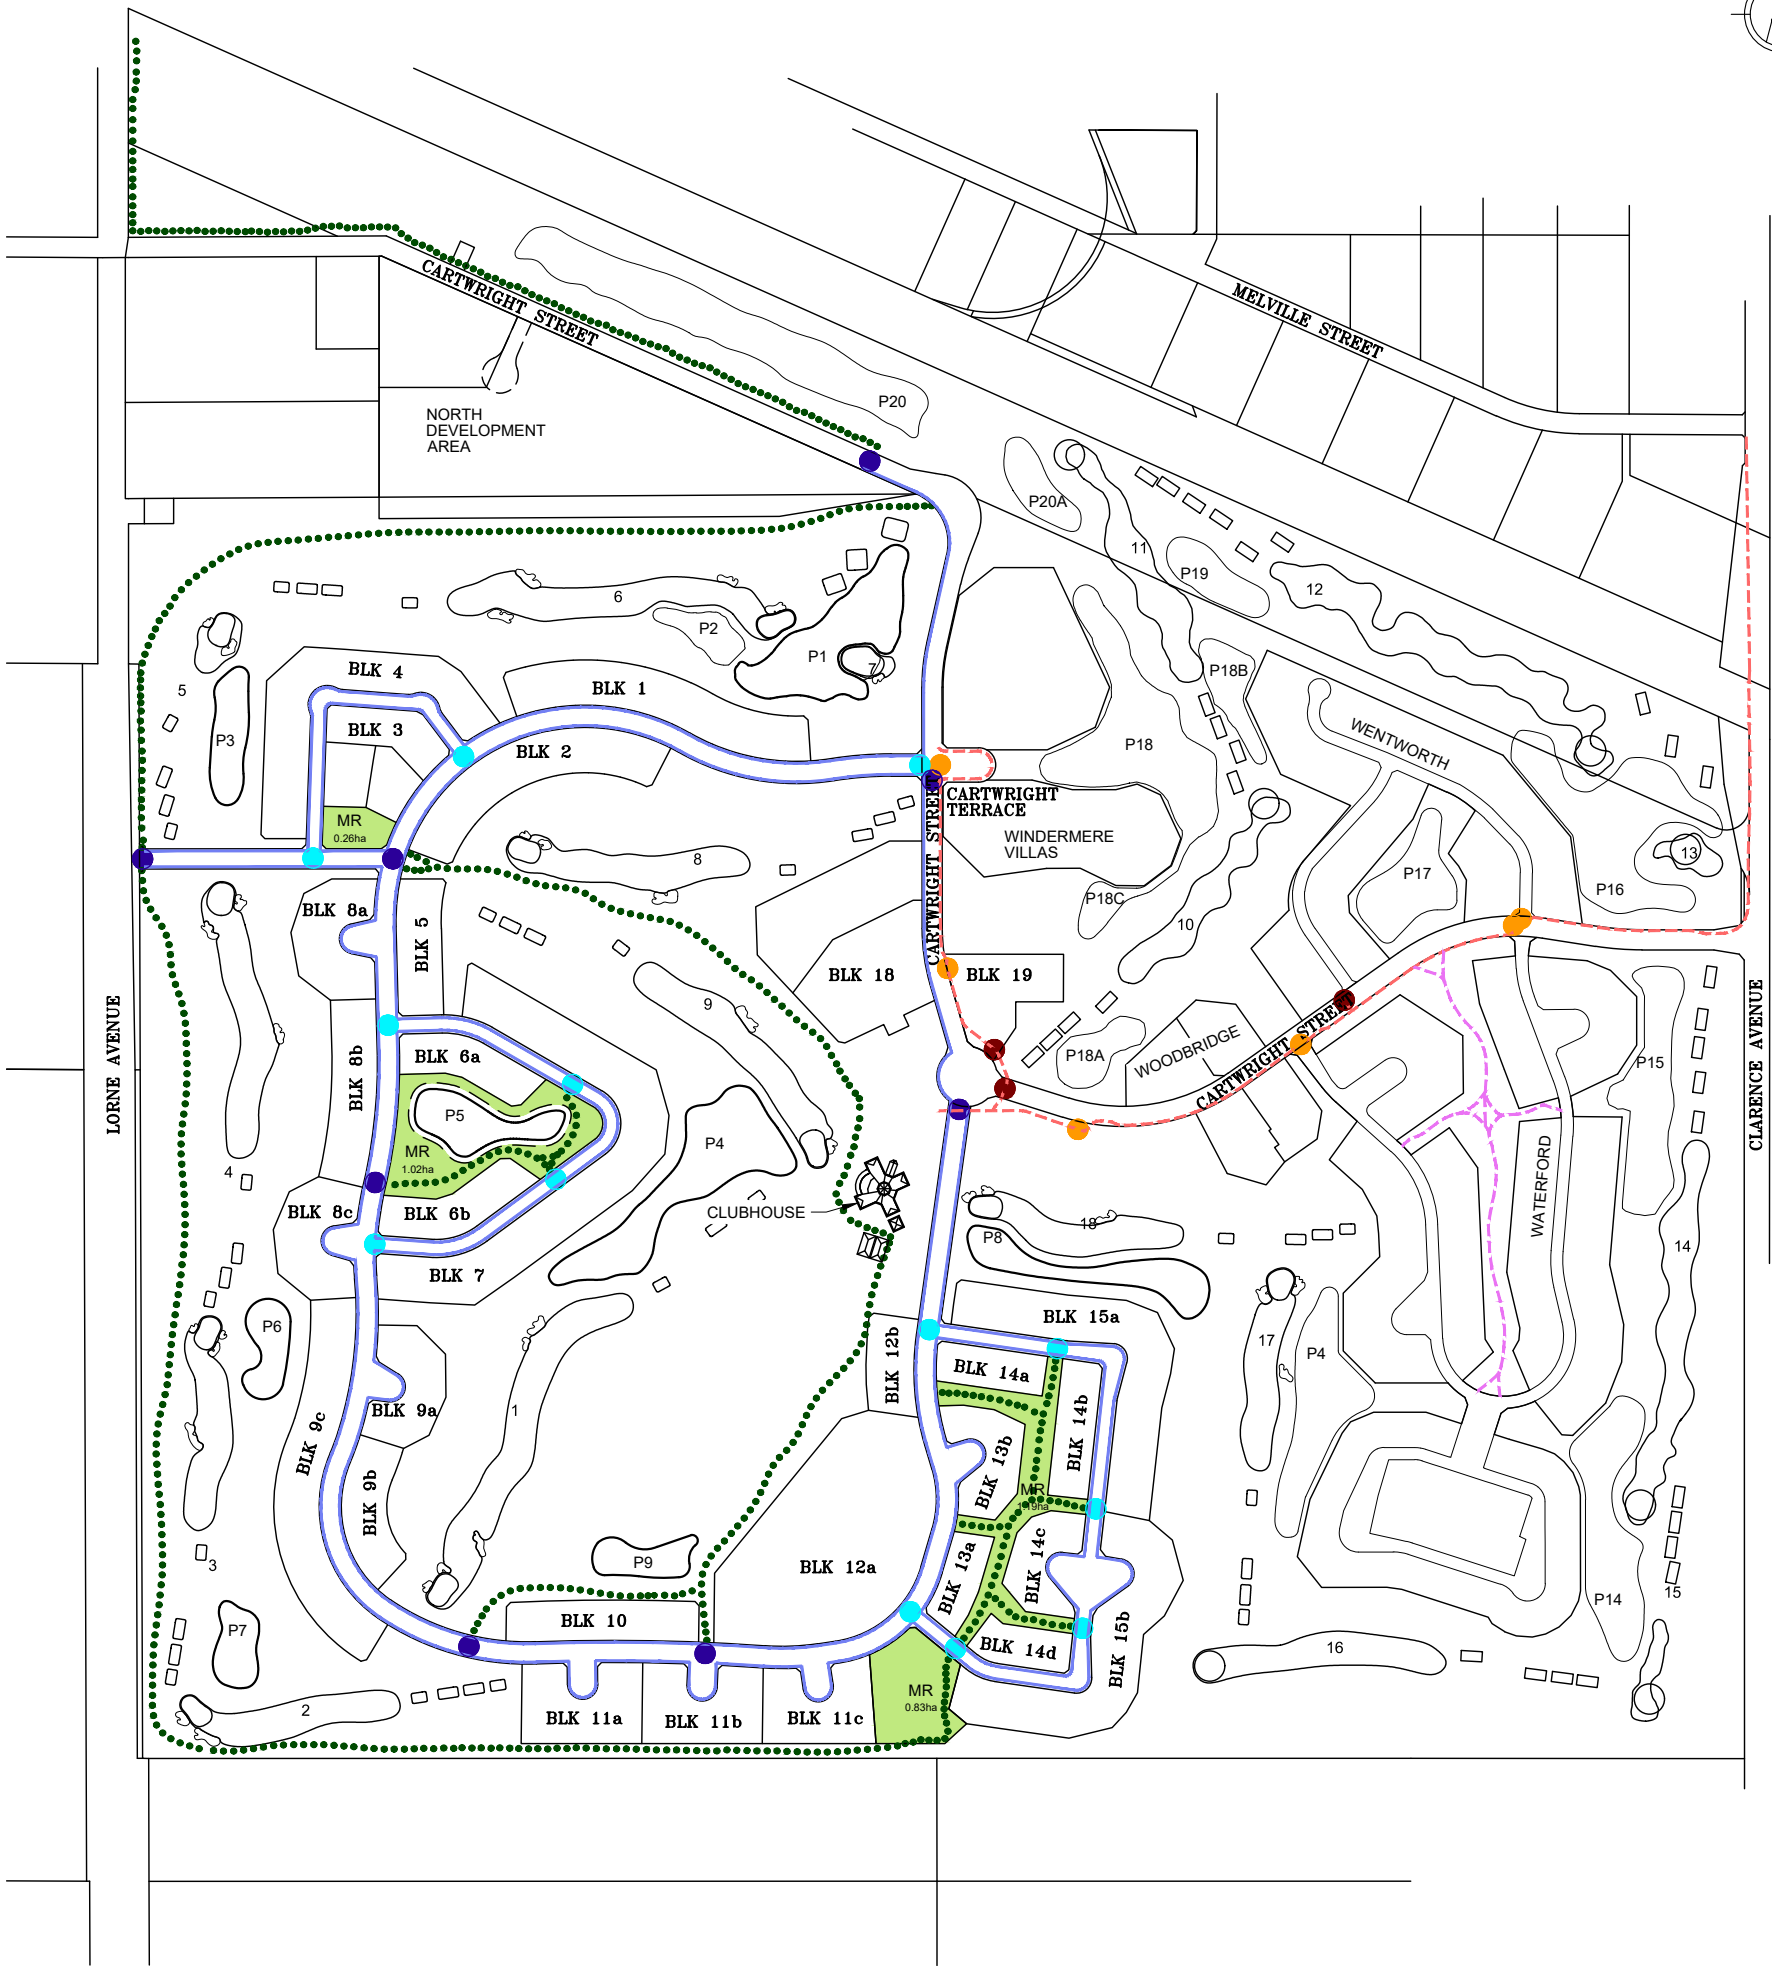 CARTWRIGHT STREET
MELVILLE STREET
P20
NORTH
DEVELOPMENT
AREA
P20A
11
P19
12
6
P2
P1
7
P18B
BLK 4
BLK 1
5
BLK 3
P3
BLK 2
P18
WENTWORTH
CARTWRIGHT
TERRACE
MR
0.26ha
CARTWRIGHT STREET
WINDERMERE
VILLAS
8
13
P17
P16
P18C
10
BLK 8a
BLK 5
BLK 18
BLK 19
9
LORNE AVENUE
CLARENCE AVENUE
BLK 8b
BLK 6a
P18A
WOODBRIDGE
CARTWRIGHT STREET
P15
P5
P4
MR
1.02ha
4
BLK 8c
BLK 6b
CLUBHOUSE
18
P8
WATERFORD
14
BLK 7
P6
BLK 15a
17
P4
BLK 12b
BLK 14a
BLK 9a
1
BLK 14b
BLK 9c
BLK 13b
BLK 9b
MR
1.19ha
3
P9
BLK 12a
BLK 13a
BLK 14c
15
P14
P7
BLK 10
BLK 14d
BLK 15b
16
MR
0.83ha
2
BLK 11a
BLK 11b
BLK 11c